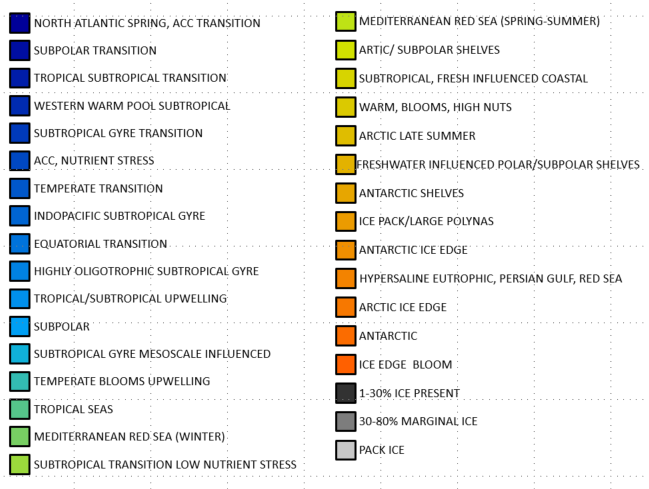 NORTH ATLANTIC SPRING, ACC TRANSITION
SUBPOLAR TRANSITION
TROPICAL SUBTROPICAL TRANSITION
WESTERN WARM POOL SUBTROPICAL
SUBTROPICAL GYRE TRANSITION
ACC, NUTRIENT STRESS
TEMPERATE TRANSITION
INDOPACIFIC SUBTROPICAL GYRE
EQUATORIAL TRANSITION
HIGHLY OLIGOTROPHIC SUBTROPICAL GYRE
TROPICAL/SUBTROPICAL UPWELLING
SUBPOLAR
SUBTROPICAL GYRE MESOSCALE INFLUENCED
TEMPERATE BLOOMS UPWELLING
TROPICAL SEAS
MEDITERRANEAN RED SEA (WINTER)
SUBTROPICAL TRANSITION LOW NUTRIENT STRESS
MEDITERRANEAN RED SEA (SPRING-SUMMER)
ARTIC/ SUBPOLAR SHELVES
SUBTROPICAL, FRESH INFLUENCED COASTAL
WARM, BLOOMS, HIGH NUTS
ARCTIC LATE SUMMER
FRESHWATER INFLUENCED POLAR/SUBPOLAR SHELVES
ANTARCTIC SHELVES
ICE PACK/LARGE POLYNAS
ANTARCTIC ICE EDGE
HYPERSALINE EUTROPHIC, PERSIAN GULF, RED SEA
ARCTIC ICE EDGE
ANTARCTIC
ICE EDGE BLOOM
1-30% ICE PRESENT
30-80% MARGINAL ICE
PACK ICE